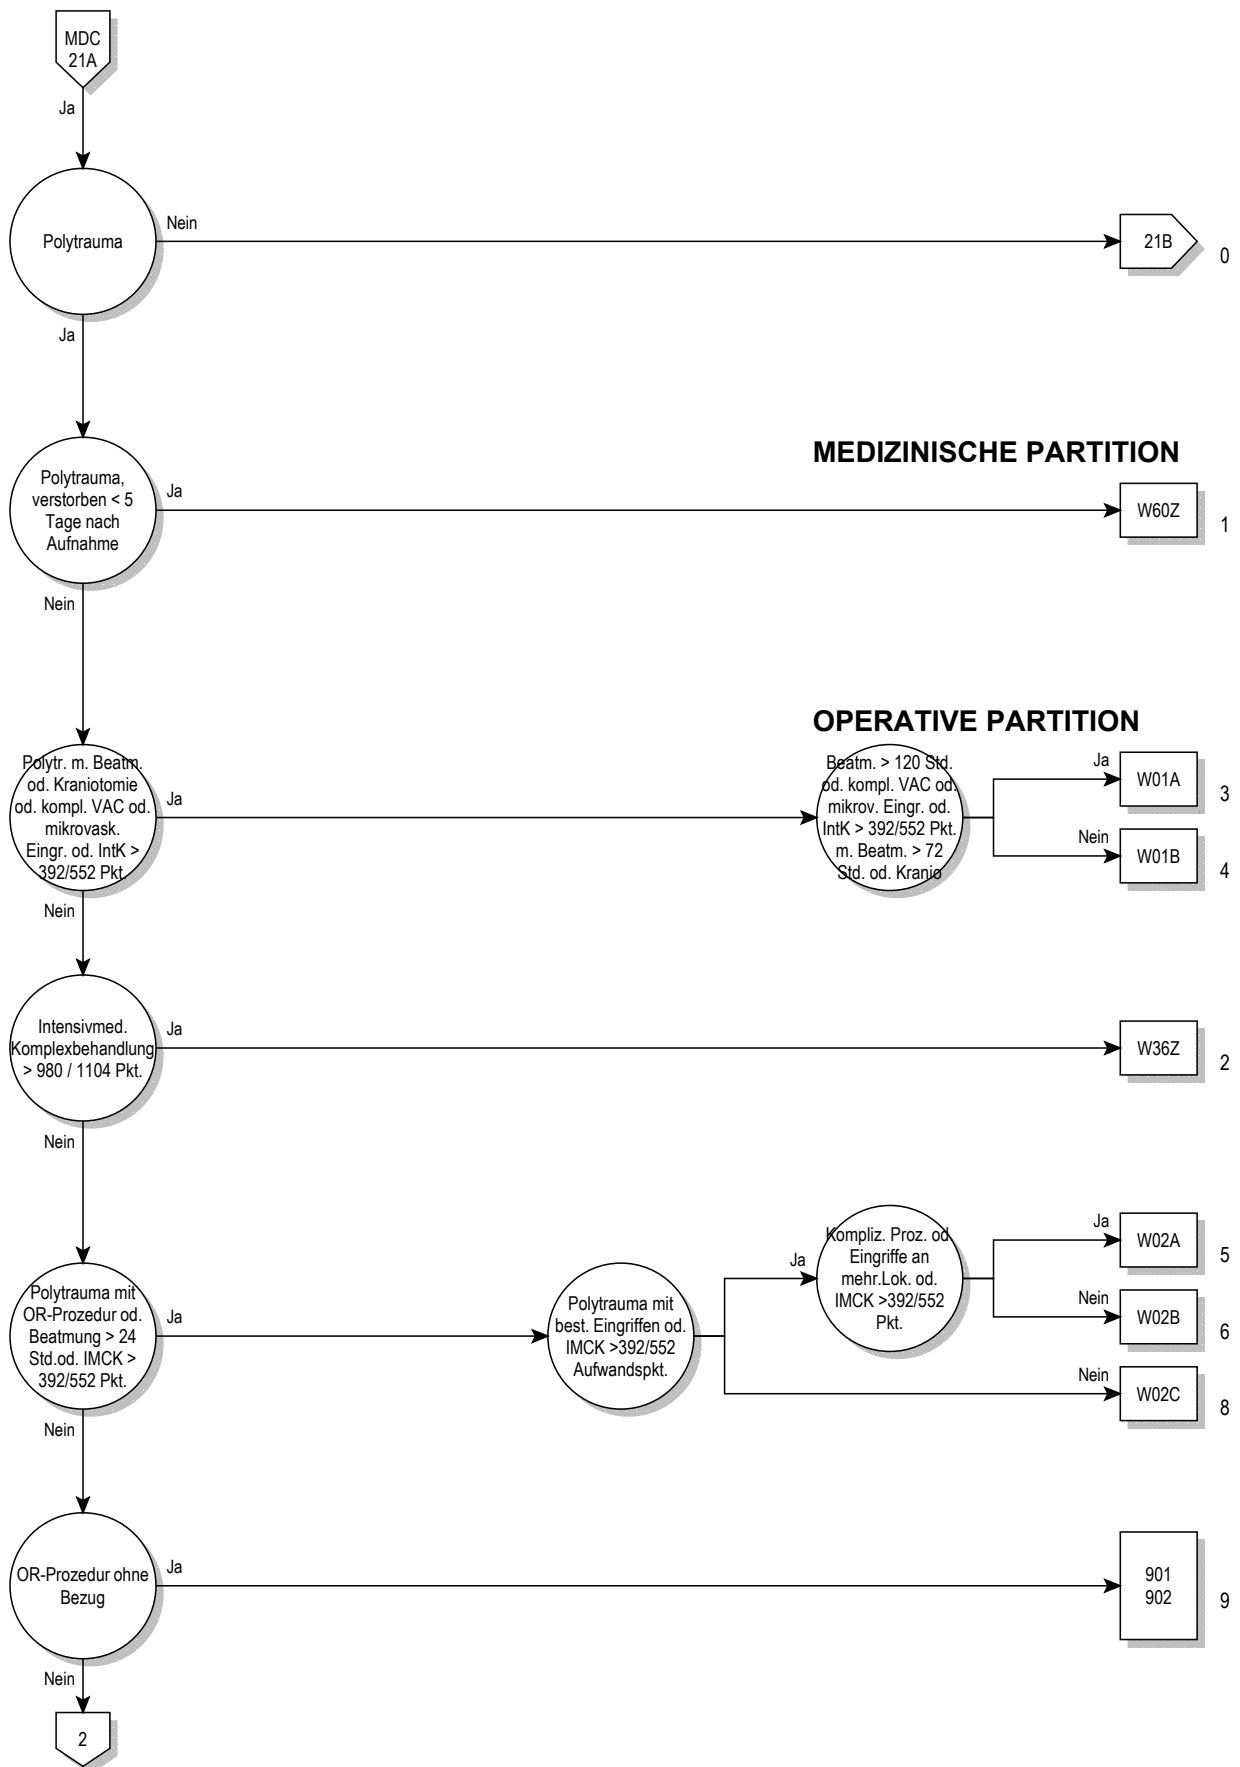 MDC
21A
Ja
Polytrauma
Nein
21B
0
Ja
MEDIZINISCHE PARTITION
Polytrauma,
verstorben < 5
Tage nach
Aufnahme
Ja
W60Z
1
Nein
OPERATIVE PARTITION
Polytr. m. Beatm.
od. Kraniotomie
od. kompl. VAC od.
mikrovask.
Eingr. od. IntK >
392/552 Pkt.
Ja
Beatm. > 120 Std.
od. kompl. VAC od.
mikrov. Eingr. od.
IntK > 392/552 Pkt.
m. Beatm. > 72
Std. od. Kranio
Ja
W01A
3
Nein
W01B
4
Nein
Intensivmed.
Komplexbehandlung
> 980 / 1104 Pkt.
Ja
W36Z
2
Nein
Polytrauma mit
OR-Prozedur od.
Beatmung > 24
Std.od. IMCK >
392/552 Pkt.
Ja
Polytrauma mit
best. Eingriffen od.
IMCK >392/552
Aufwandspkt.
Ja
Kompliz. Proz. od.
Eingriffe an
mehr.Lok. od.
IMCK >392/552
Pkt.
Ja
W02A
5
Nein
W02B
6
Nein
W02C
8
Nein
OR-Prozedur ohne
Bezug
Ja
901
902
9
Nein
2